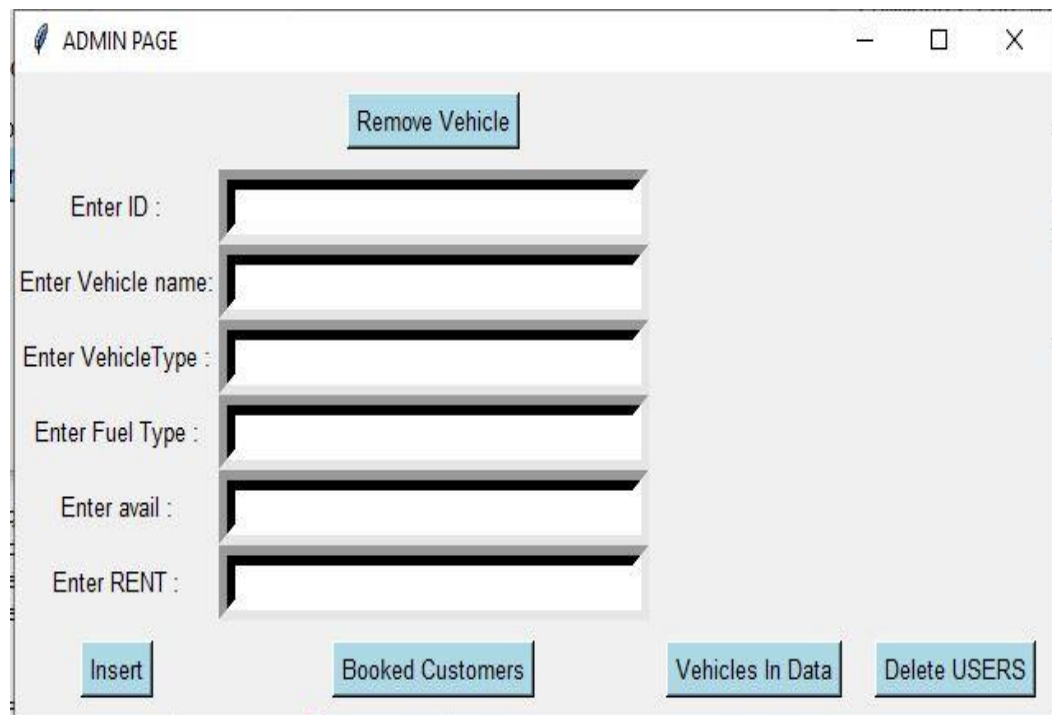 ADMIN PAGE
Remove Vehicle
Enter ID :
Enter Vehicle name:
Enter VehicleType :
Enter Fuel Type :
Enter avail :
Enter RENT :
Insert Booked Customers Vehicles In Data Delete USERS